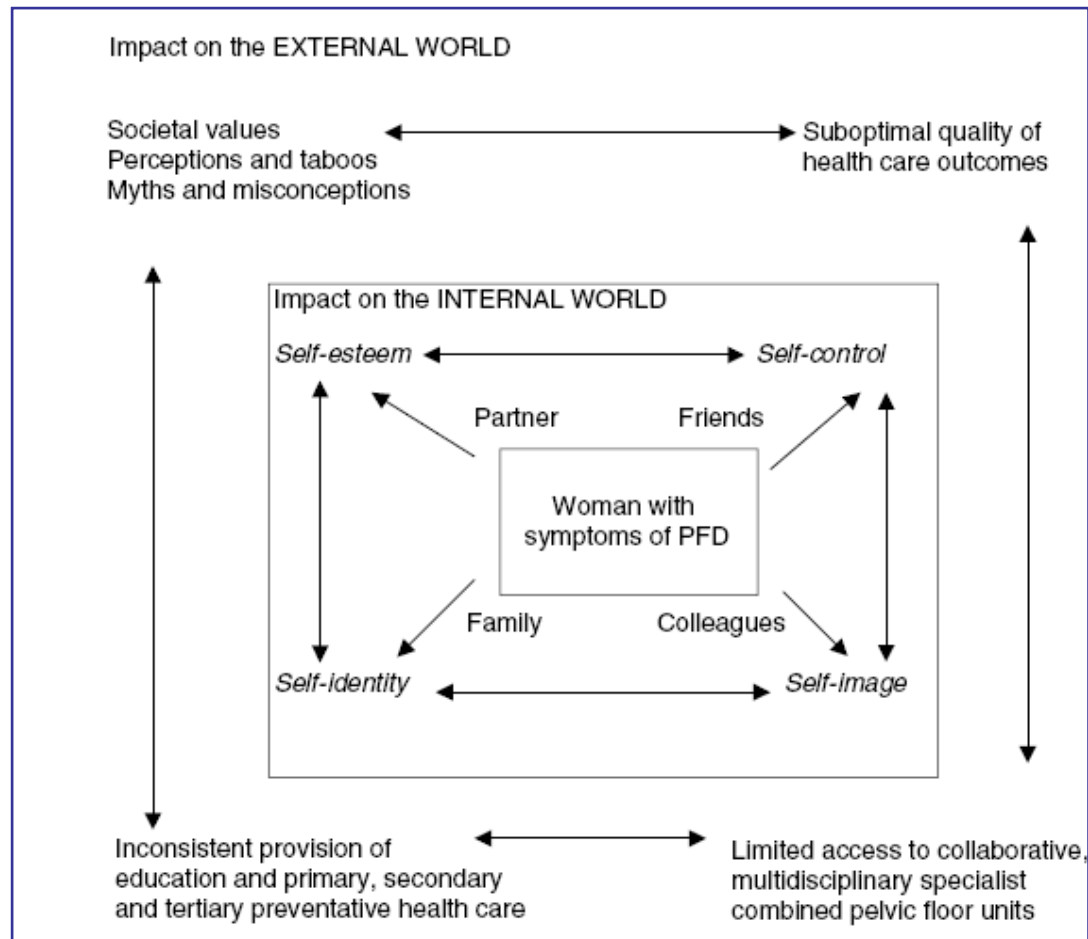 Impact on the EXTERNAL WORLD
Societal values
Perceptions and taboos
Myths and misconceptions
Suboptimal quality of
health care outcomes
Impact on the INTERNAL WORLD
Self-esteem
Self-control
Partner
Friends
Woman with
symptoms of PFD
Family
Colleagues
Self-identity
Self-image
Inconsistent provision of
education and primary, secondary
and tertiary preventative health care
Limited access to collaborative,
multidisciplinary specialist
combined pelvic floor units